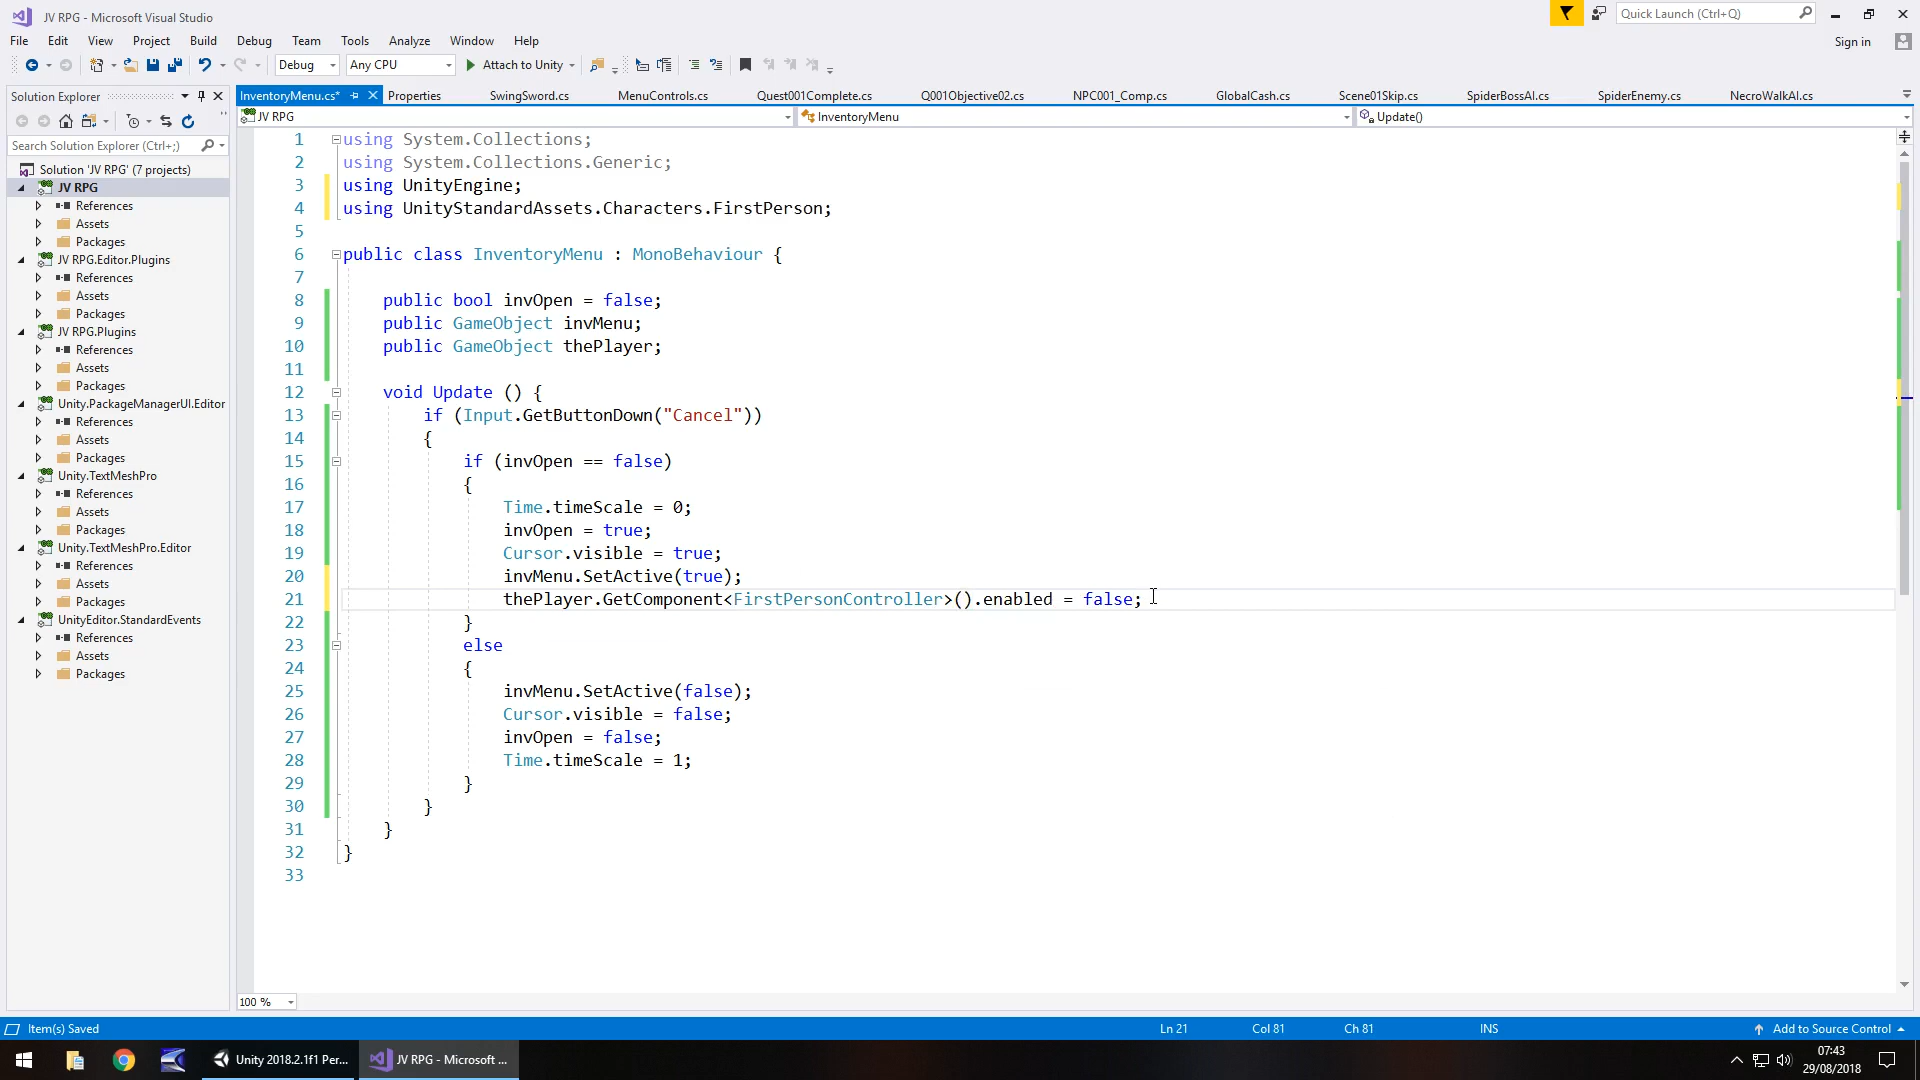 JV RPG - Microsoft Visual Studio
Quick Launch (Ctrl+Q)
File Edit View Project Build Debug Team Tools Analyze Window Help
Sign in
Debug Any CPU Attach to Unity
Solution Explorer
InventoryMenu.cs* Properties SwingSword.cs MenuControls.cs Quest001Complete.cs Q001Objective02.cs NPC001_Comp.cs GlobalCash.cs Scene01Skip.cs SpiderBossAI.cs SpiderEnemy.cs NecroWalkAI.cs
JV RPG InventoryMenu Update()
Search Solution Explorer (Ctrl+;)
Solution 'JV RPG' (7 projects)
JV RPG
References
Assets
Packages
JV RPG.Editor.Plugins
References
Assets
Packages
JV RPG.Plugins
References
Assets
Packages
Unity.PackageManagerUI.Editor
References
Assets
Packages
Unity.TextMeshPro
References
Assets
Packages
Unity.TextMeshPro.Editor
References
Assets
Packages
UnityEditor.StandardEvents
References
Assets
Packages
1 using System.Collections;
2 using System.Collections.Generic;
3 using UnityEngine;
4 using UnityStandardAssets.Characters.FirstPerson;
5
6 public class InventoryMenu : MonoBehaviour {
7
8 public bool invOpen = false;
9 public GameObject invMenu;
10 public GameObject thePlayer;
11
12 void Update () {
13 if (Input.GetButtonDown("Cancel"))
14 {
15 if (invOpen == false)
16 {
17 Time.timeScale = 0;
18 invOpen = true;
19 Cursor.visible = true;
20 invMenu.SetActive(true);
21 thePlayer.GetComponent<FirstPersonController>().enabled = false;
22 }
23 else
24 {
25 invMenu.SetActive(false);
26 Cursor.visible = false;
27 invOpen = false;
28 Time.timeScale = 1;
29 }
30 }
31 }
32 }
33
100 %
Item(s) Saved Ln 21 Col 81 Ch 81 INS Add to Source Control
Unity 2018.2.1f1 Per... JV RPG - Microsoft ...
07:43
29/08/2018